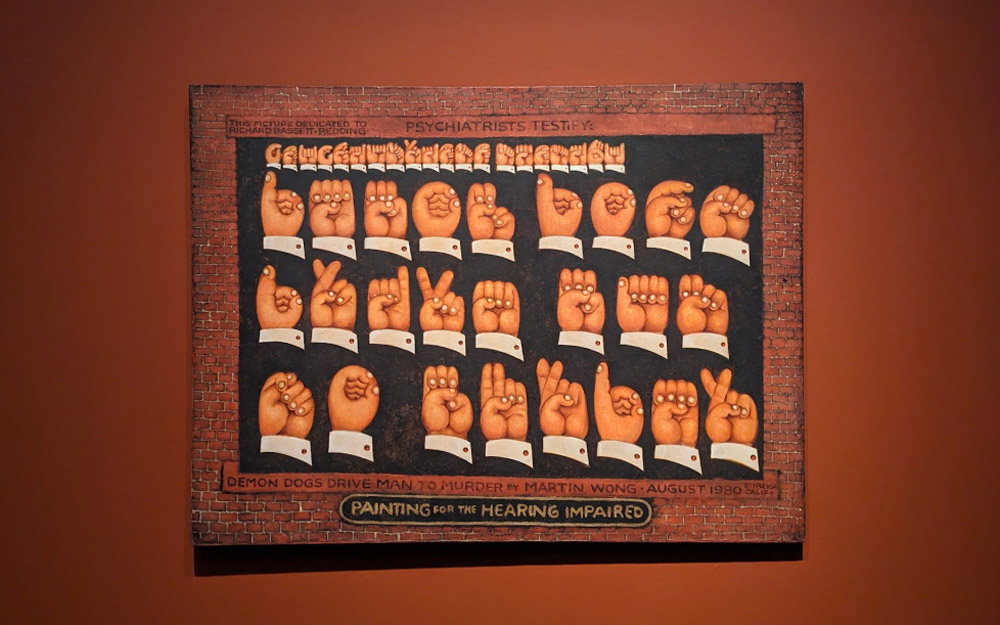 THIS PICTURE DEDICATED TO
RICHARD BASSETT-REDDING
PSYCHIATRISTS TESTIFY:
DEMON DOGS DRIVE MAN TO MURDER BY MARTIN WONG · AUGUST 1980 EUREKA
CALIF.
PAINTING FOR THE HEARING IMPAIRED